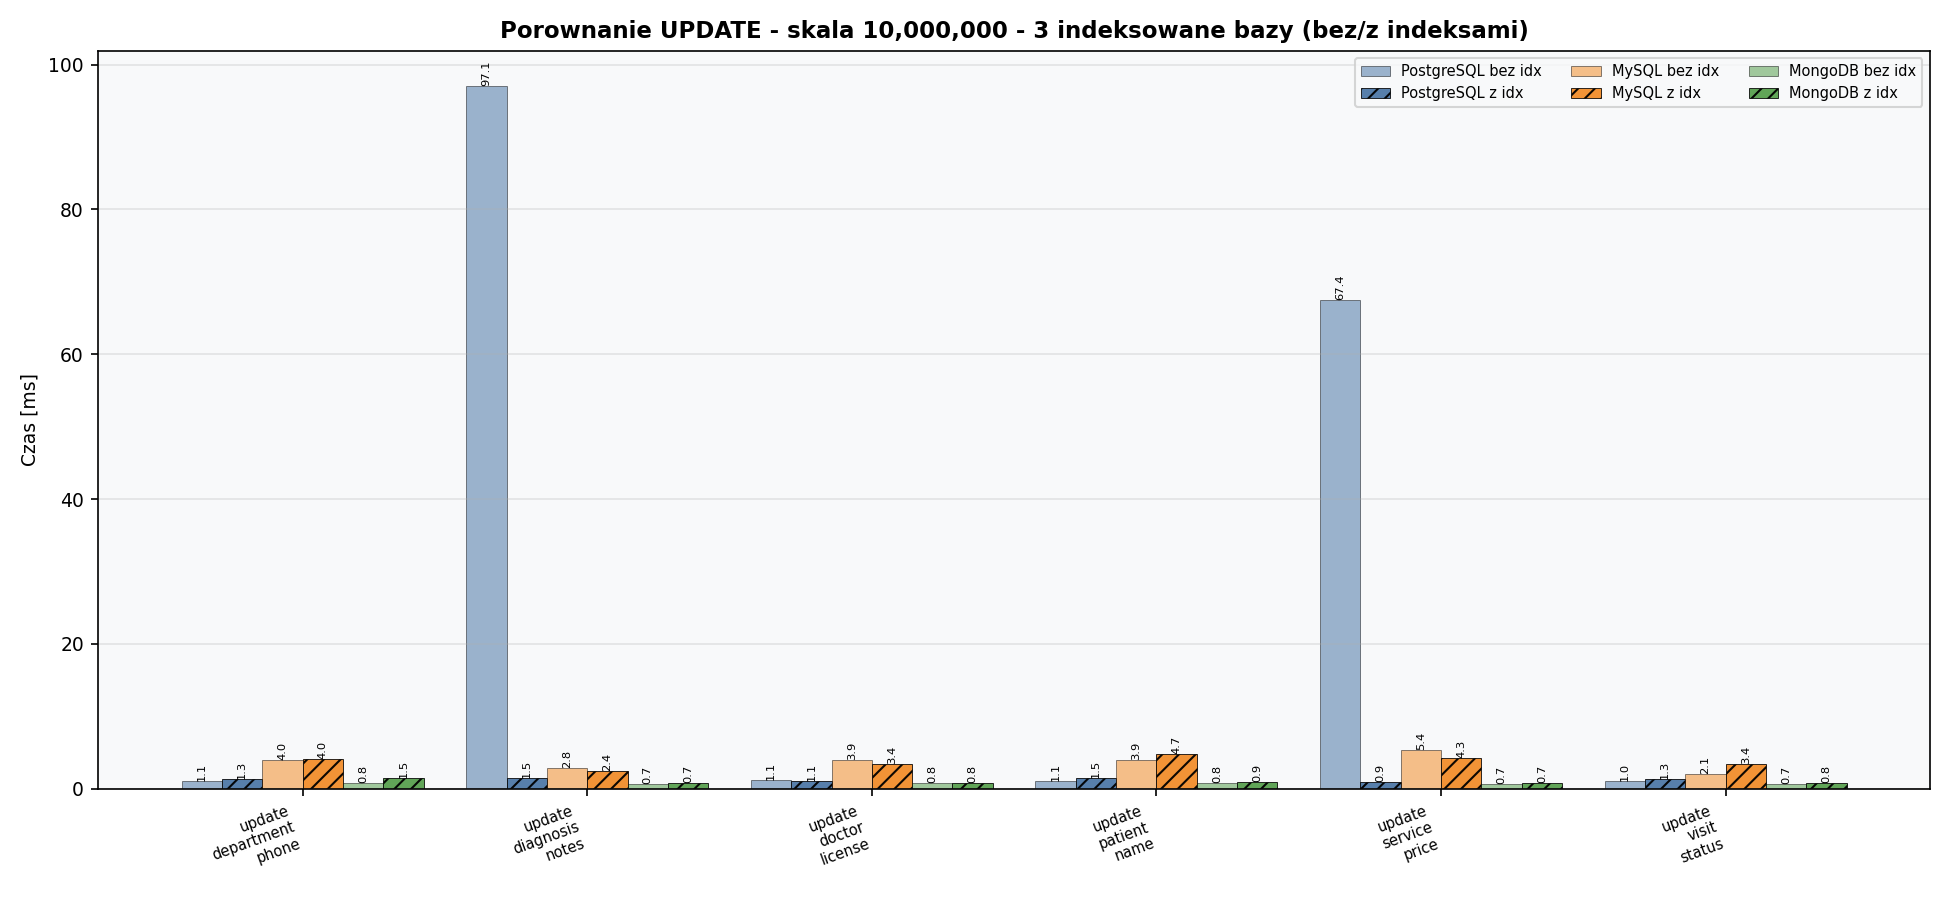 Porownanie UPDATE - skala 10,000,000 - 3 indeksowane bazy (bez/z indeksami)
PostgreSQL bez idx
PostgreSQL z idx
MySQL bez idx
MySQL z idx
MongoDB bez idx
MongoDB z idx
Czas [ms]
100
80
60
40
20
0
1.1
1.3
4.0
4.0
0.8
1.5
97.1
1.5
2.8
2.4
0.7
0.7
1.1
1.1
3.9
3.4
0.8
0.8
1.1
1.5
3.9
4.7
0.8
0.9
67.4
0.9
5.4
4.3
0.7
0.7
1.0
1.3
2.1
3.4
0.7
0.8
update
department
phone
update
diagnosis
notes
update
doctor
license
update
patient
name
update
service
price
update
visit
status